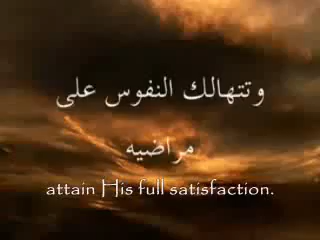 وتتهالك النفوس على
مراضيه
attain His full satisfaction.